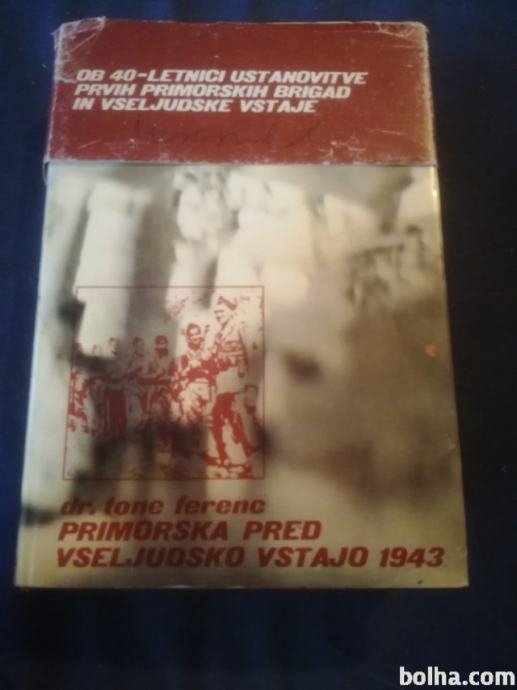 OB 40-LETNICI USTANOVITVE
PRVIH PRIMORSKIH BRIGAD
IN VSELJUDSKE VSTAJE
dr. tone ferenc
PRIMORSKA PRED
VSELJUDSKO VSTAJO 1943
bolha.com